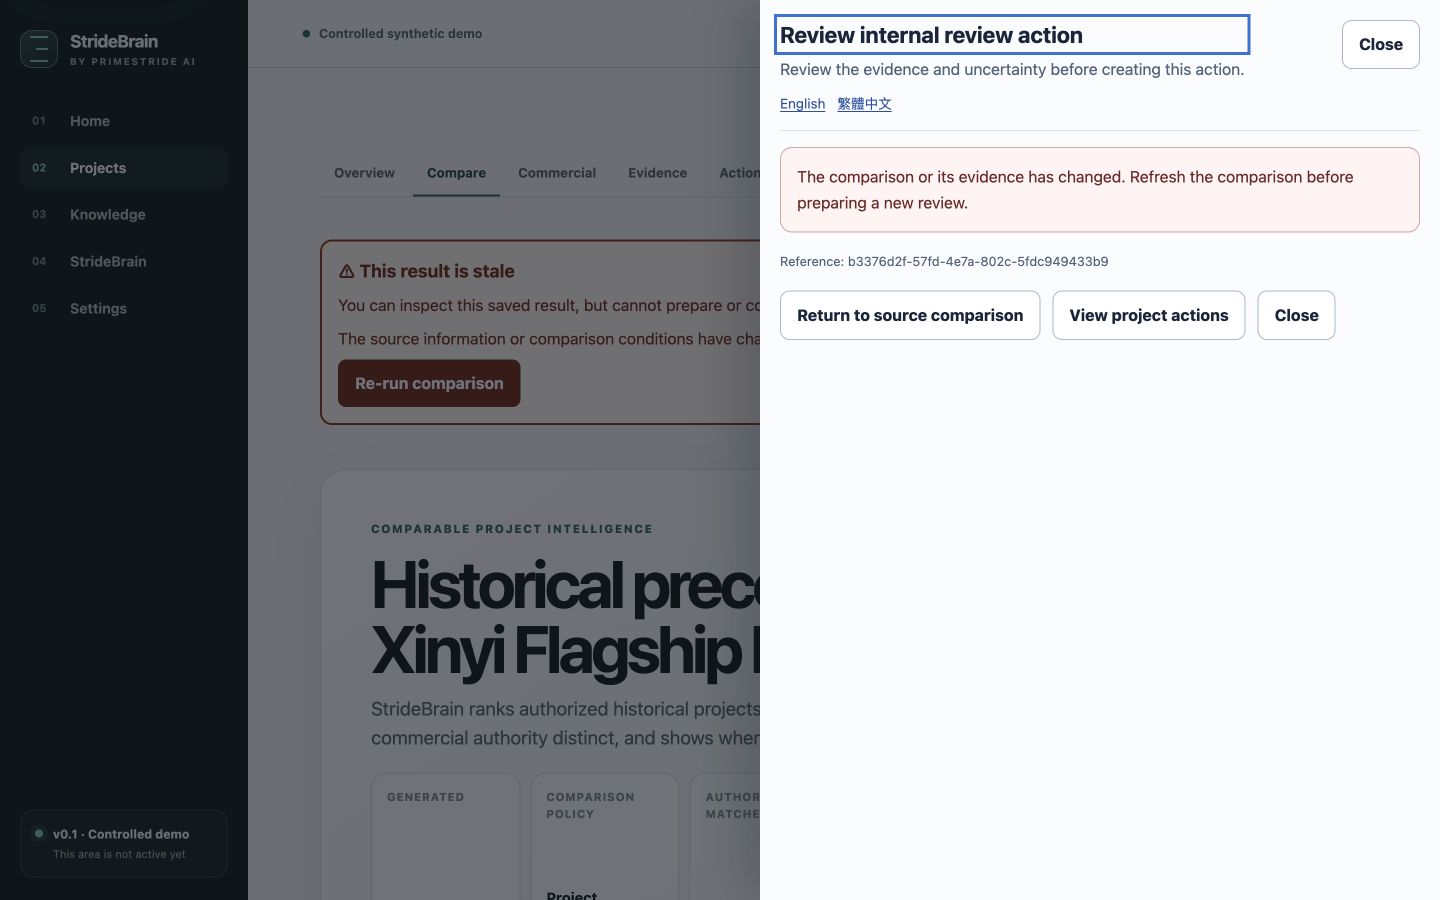 StrideBrain
BY PRIMESTRIDE AI
01 Home
02 Projects
03 Knowledge
04 StrideBrain
05 Settings
v0.1 · Controlled demo
This area is not active yet
Controlled synthetic demo
Overview Compare Commercial Evidence Action
This result is stale
You can inspect this saved result, but cannot prepare or
The source information or comparison conditions have
Re-run comparison
COMPARABLE PROJECT INTELLIGENCE
Historical
Xinyi Flagship
StrideBrain ranks authorized historical projects
commercial authority distinct, and shows
GENERATED
COMPARISON
POLICY
MATCHE
Project
Review internal review action
Close
Review the evidence and uncertainty before creating this action.
English 繁體中文
The comparison or its evidence has changed. Refresh the comparison before
preparing a new review.
Reference: b3376d2f-57fd-4e7a-802c-5fdc949433b9
Return to source comparison View project actions Close